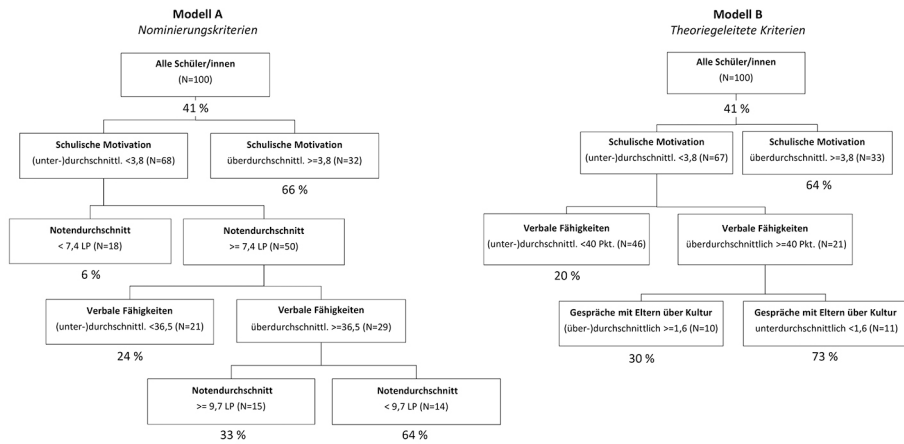 Modell A
Nominierungskriterien
Alle Schüler/innen
(N=100)
41 %
Schulische Motivation
(unter-)durchschnittl. <3,8 (N=68)
Schulische Motivation
überdurchschnittl. >=3,8 (N=32)
66 %
Notendurchschnitt
< 7,4 LP (N=18)
6 %
Notendurchschnitt
>= 7,4 LP (N=50)
Verbale Fähigkeiten
(unter-)durchschnittl. <36,5 (N=21)
24 %
Verbale Fähigkeiten
überdurchschnittl. >=36,5 (N=29)
Notendurchschnitt
>= 9,7 LP (N=15)
33 %
Notendurchschnitt
< 9,7 LP (N=14)
64 %
Modell B
Theoriegeleitete Kriterien
Alle Schüler/innen
(N=100)
41 %
Schulische Motivation
(unter-)durchschnittl. <3,8 (N=67)
Schulische Motivation
überdurchschnittl. >=3,8 (N=33)
64 %
Verbale Fähigkeiten
(unter-)durchschnittl. <40 Pkt. (N=46)
20 %
Verbale Fähigkeiten
überdurchschnittlich >=40 Pkt. (N=21)
Gespräche mit Eltern über Kultur
(über-)durchschnittlich >=1,6 (N=10)
30 %
Gespräche mit Eltern über Kultur
unterdurchschnittlich <1,6 (N=11)
73 %